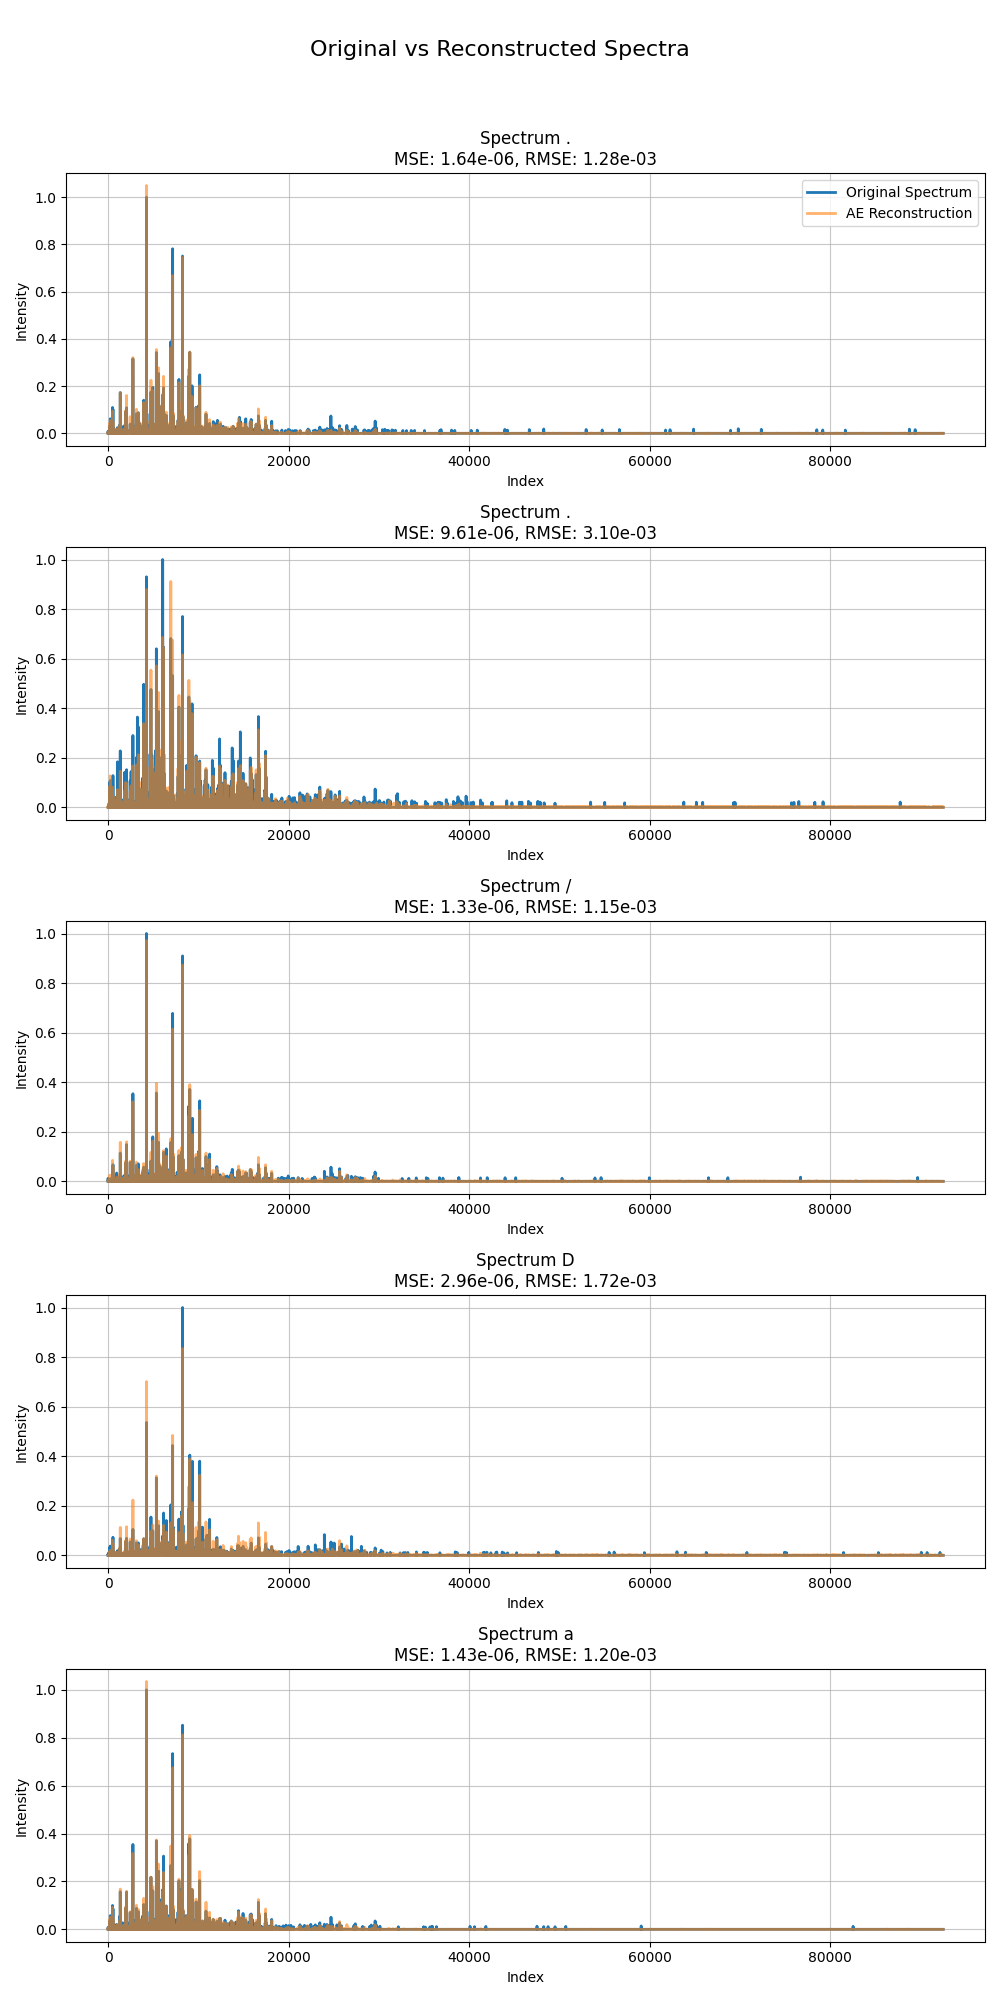 Original vs Reconstructed Spectra
Spectrum .
MSE: 1.64e-06, RMSE: 1.28e-03
Original Spectrum
AE Reconstruction
1.0
0.8
0.6
0.4
0.2
0.0
Intensity
0 20000 40000 60000 80000
Index
Spectrum .
MSE: 9.61e-06, RMSE: 3.10e-03
1.0
0.8
0.6
0.4
0.2
0.0
Intensity
0 20000 40000 60000 80000
Index
Spectrum /
MSE: 1.33e-06, RMSE: 1.15e-03
1.0
0.8
0.6
0.4
0.2
0.0
Intensity
0 20000 40000 60000 80000
Index
Spectrum D
MSE: 2.96e-06, RMSE: 1.72e-03
1.0
0.8
0.6
0.4
0.2
0.0
Intensity
0 20000 40000 60000 80000
Index
Spectrum a
MSE: 1.43e-06, RMSE: 1.20e-03
1.0
0.8
0.6
0.4
0.2
0.0
Intensity
0 20000 40000 60000 80000
Index